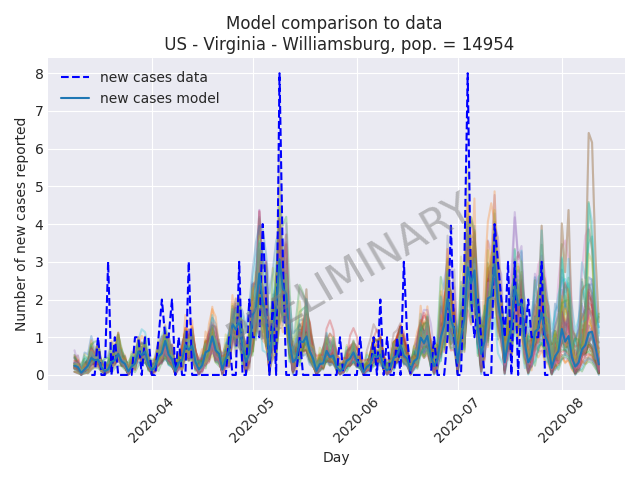 Model comparison to data
US - Virginia - Williamsburg, pop. = 14954
new cases data
new cases model
Number of new cases reported
8
7
6
5
4
3
2
1
0
2020-04
2020-05
2020-06
2020-07
2020-08
Day